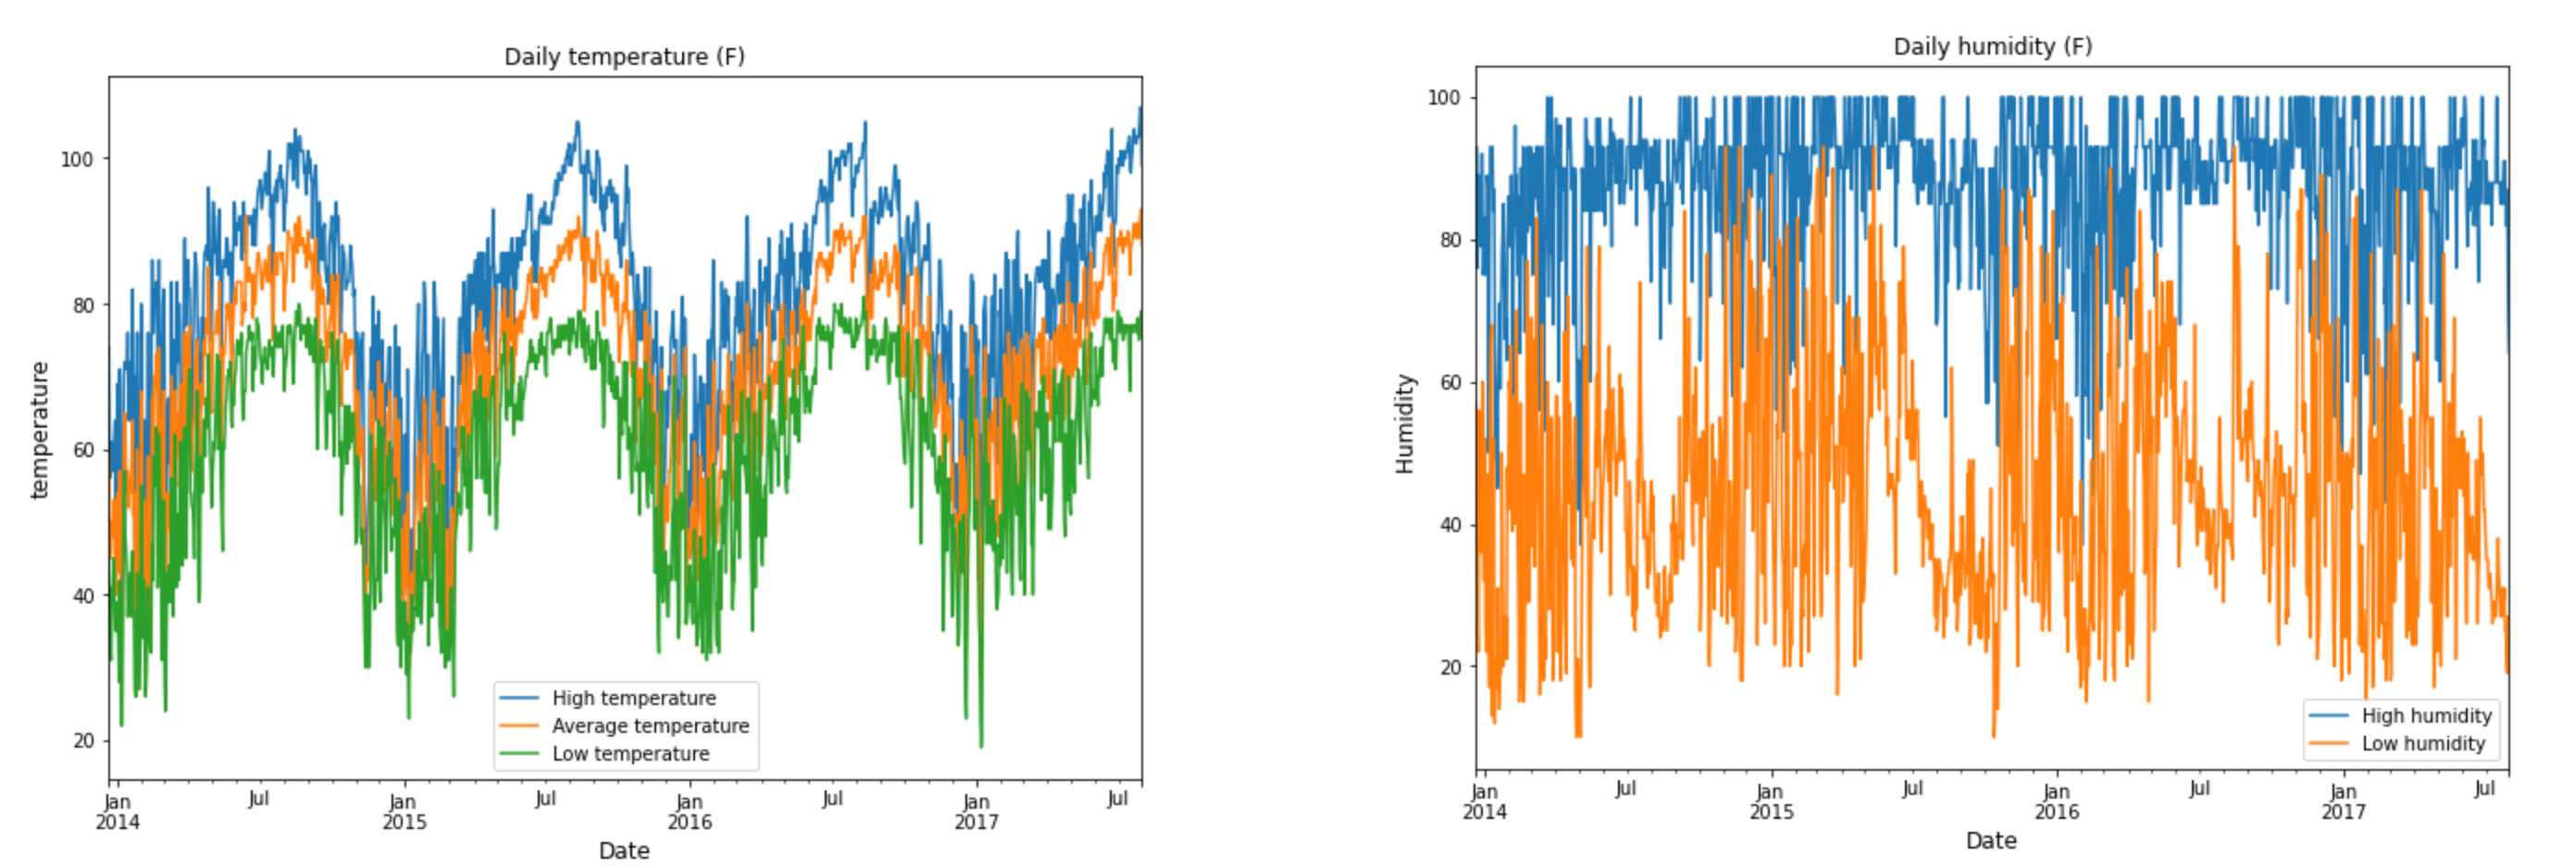 Daily temperature (F)
temperature
100
80
60
40
20
High temperature
Average temperature
Low temperature
Jan Jul Jan Jul Jan Jul Jan Jul
2014 2015 2016 2017
Date
Daily humidity (F)
Humidity
100
80
60
40
20
High humidity
Low humidity
Jan Jul Jan Jul Jan Jul Jan Jul
2014 2015 2016 2017
Date